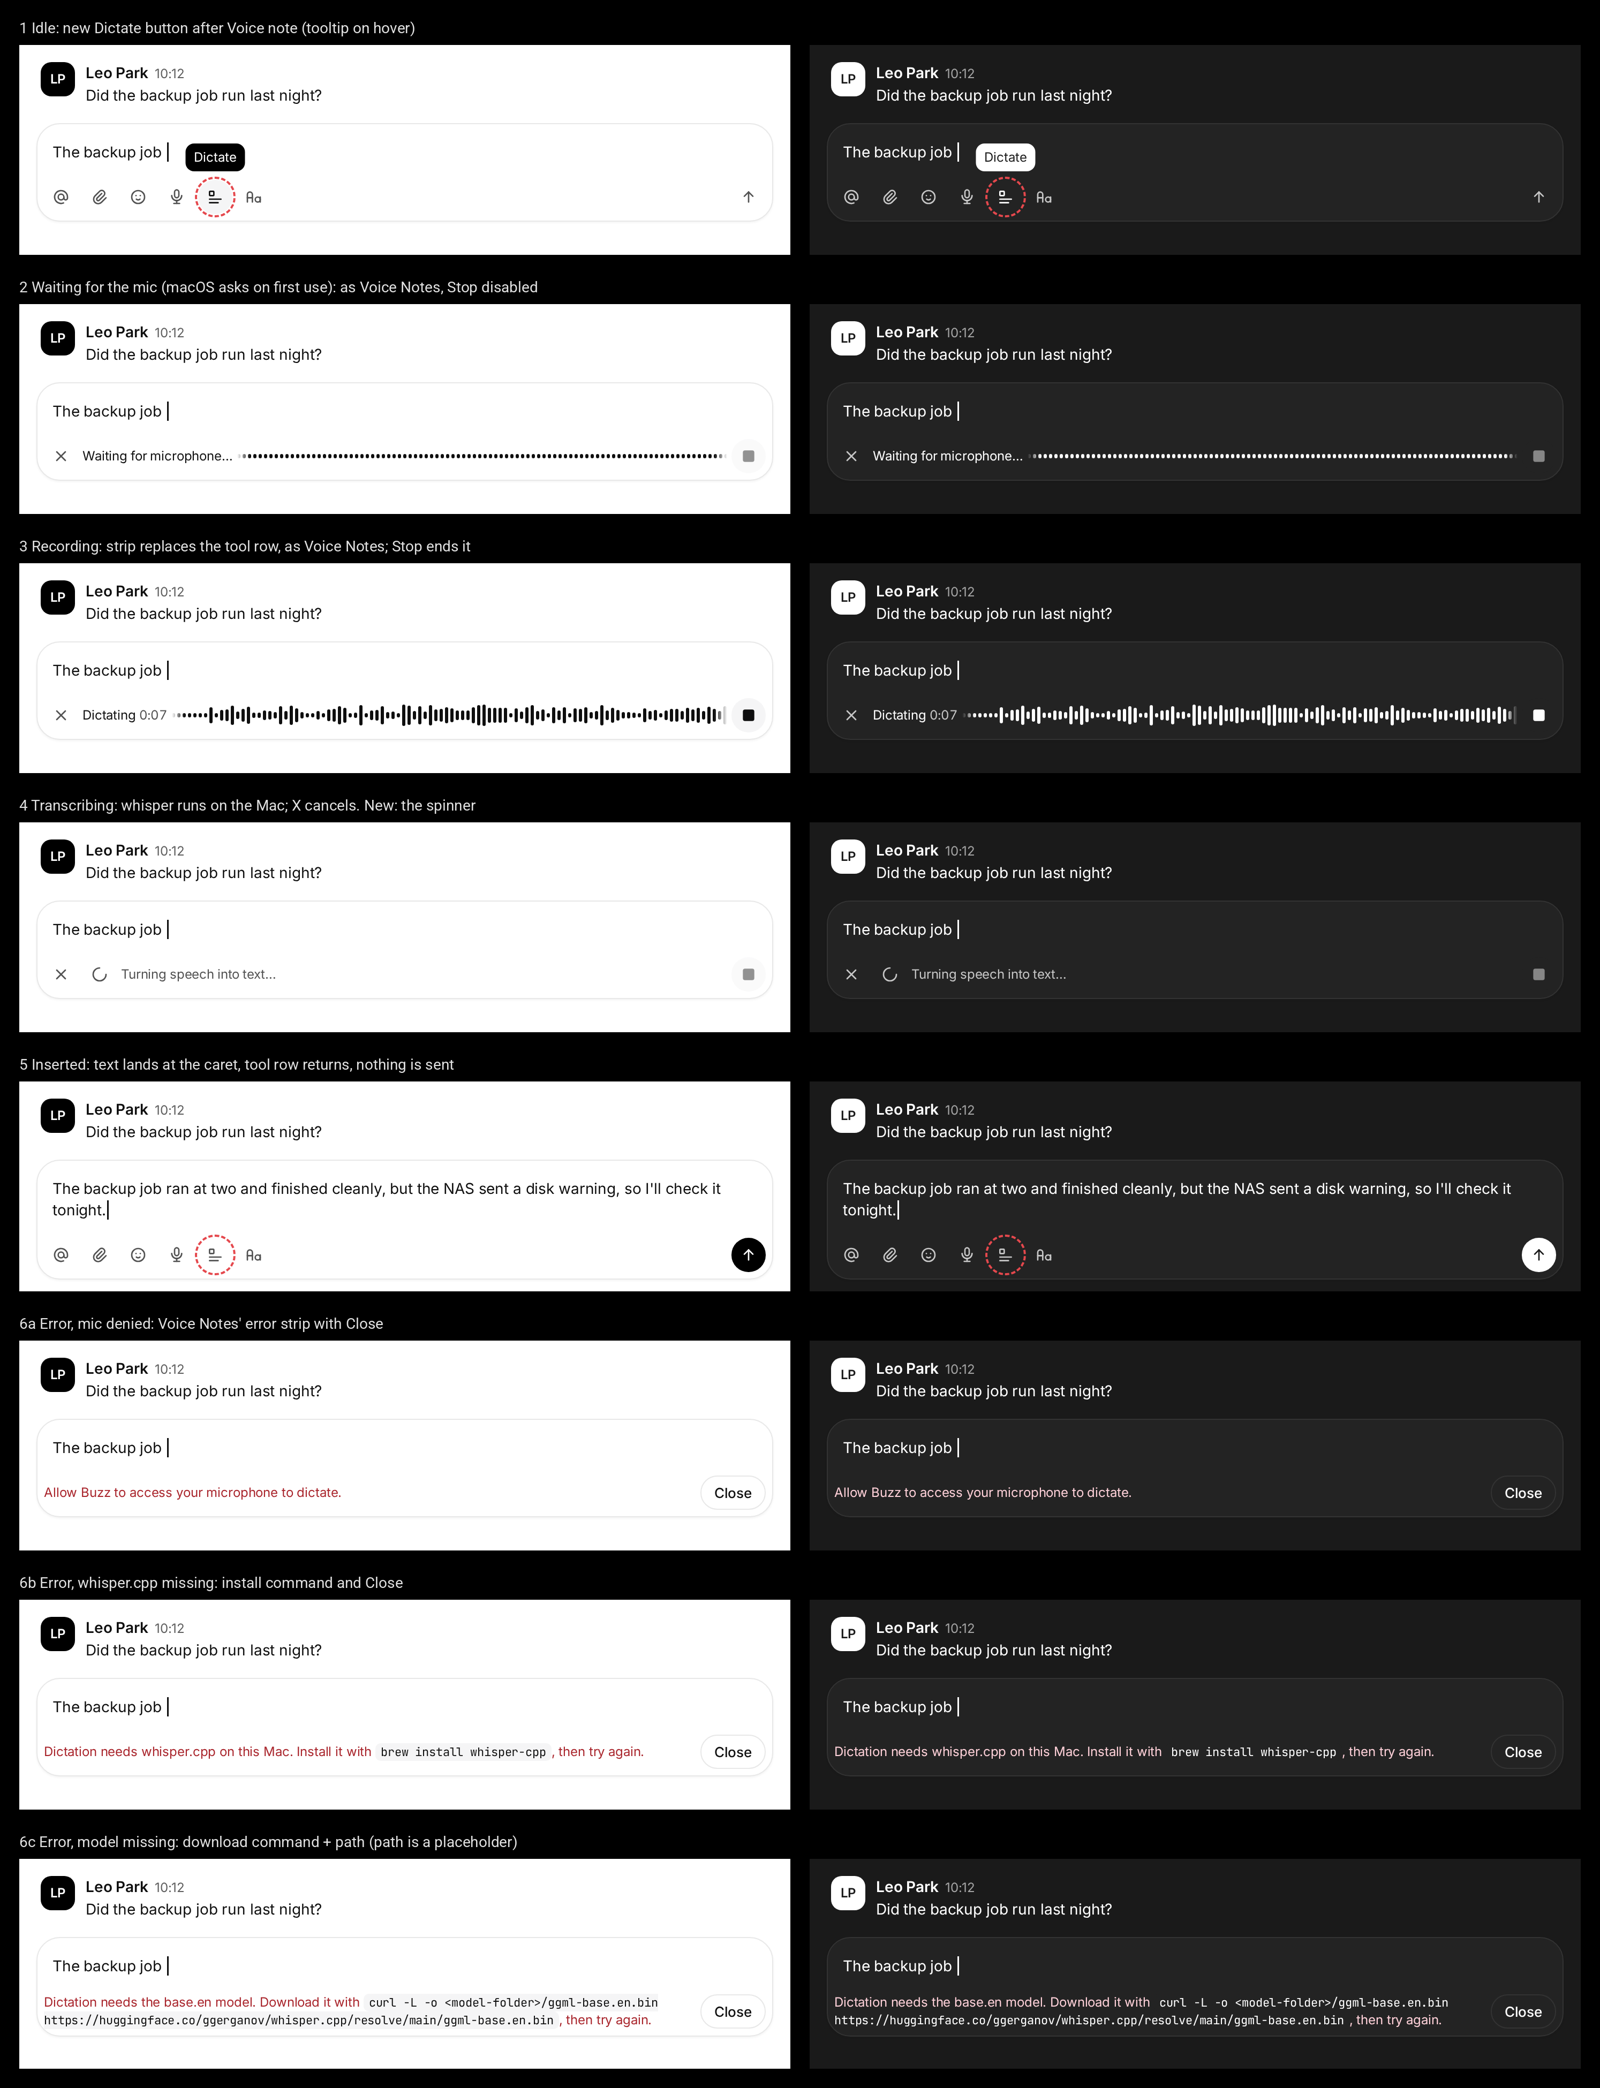 1 Idle: new Dictate button after Voice note (tooltip on hover)
LP Leo Park 10:12
Did the backup job run last night?
The backup job
Dictate
@ Aa
LP Leo Park 10:12
Did the backup job run last night?
The backup job
Dictate
@ Aa
2 Waiting for the mic (macOS asks on first use): as Voice Notes, Stop disabled
LP Leo Park 10:12
Did the backup job run last night?
The backup job
Waiting for microphone...
LP Leo Park 10:12
Did the backup job run last night?
The backup job
Waiting for microphone...
3 Recording: strip replaces the tool row, as Voice Notes; Stop ends it
LP Leo Park 10:12
Did the backup job run last night?
The backup job
Dictating 0:07
LP Leo Park 10:12
Did the backup job run last night?
The backup job
Dictating 0:07
4 Transcribing: whisper runs on the Mac; X cancels. New: the spinner
LP Leo Park 10:12
Did the backup job run last night?
The backup job
Turning speech into text...
LP Leo Park 10:12
Did the backup job run last night?
The backup job
Turning speech into text...
5 Inserted: text lands at the caret, tool row returns, nothing is sent
LP Leo Park 10:12
Did the backup job run last night?
The backup job ran at two and finished cleanly, but the NAS sent a disk warning, so I'll check it
tonight.
@ Aa
LP Leo Park 10:12
Did the backup job run last night?
The backup job ran at two and finished cleanly, but the NAS sent a disk warning, so I'll check it
tonight.
@ Aa
6a Error, mic denied: Voice Notes' error strip with Close
LP Leo Park 10:12
Did the backup job run last night?
The backup job
Allow Buzz to access your microphone to dictate. Close
LP Leo Park 10:12
Did the backup job run last night?
The backup job
Allow Buzz to access your microphone to dictate. Close
6b Error, whisper.cpp missing: install command and Close
LP Leo Park 10:12
Did the backup job run last night?
The backup job
Dictation needs whisper.cpp on this Mac. Install it with brew install whisper-cpp , then try again. Close
LP Leo Park 10:12
Did the backup job run last night?
The backup job
Dictation needs whisper.cpp on this Mac. Install it with brew install whisper-cpp , then try again. Close
6c Error, model missing: download command + path (path is a placeholder)
LP Leo Park 10:12
Did the backup job run last night?
The backup job
Dictation needs the base.en model. Download it with curl -L -o <model-folder>/ggml-base.en.bin
https://huggingface.co/ggerganov/whisper.cpp/resolve/main/ggml-base.en.bin , then try again.
Close
LP Leo Park 10:12
Did the backup job run last night?
The backup job
Dictation needs the base.en model. Download it with curl -L -o <model-folder>/ggml-base.en.bin
https://huggingface.co/ggerganov/whisper.cpp/resolve/main/ggml-base.en.bin , then try again.
Close